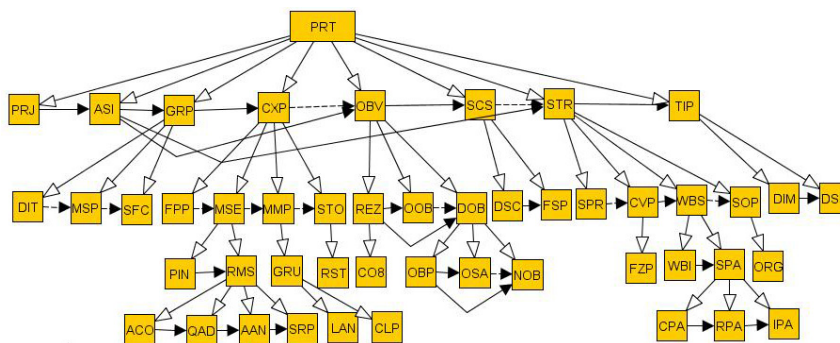 PRT
PRJ ASI GRP CXP OBV SCS STR TIP
DIT MSP SFC FPP MSE MMP STO REZ OOB DOB DSC FSP SPR CVP WBS SOP DIM DS
PIN RMS GRU RST CO8 OBP OSA NOB FZP WBI SPA ORG
ACO QAD AAN SRP LAN CLP CPA RPA IPA